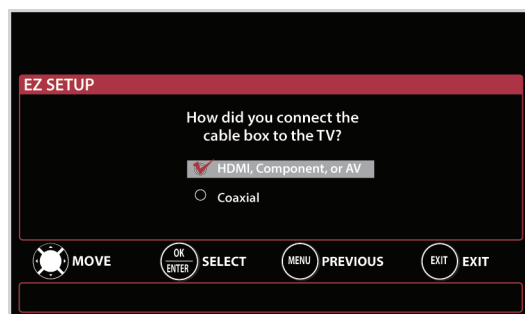 EZ SETUP
How did you connect the
cable box to the TV?
HDMI, Component, or AV
Coaxial
MOVE OK ENTER SELECT MENU PREVIOUS EXIT EXIT